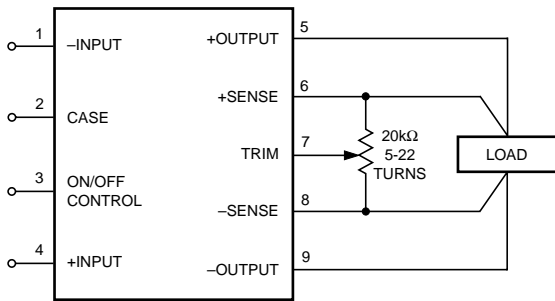 1
–INPUT
2
CASE
3
ON/OFF
CONTROL
4
+INPUT
+OUTPUT
5
+SENSE
6
TRIM
7
–SENSE
8
–OUTPUT
9
20kΩ
5-22
TURNS
LOAD